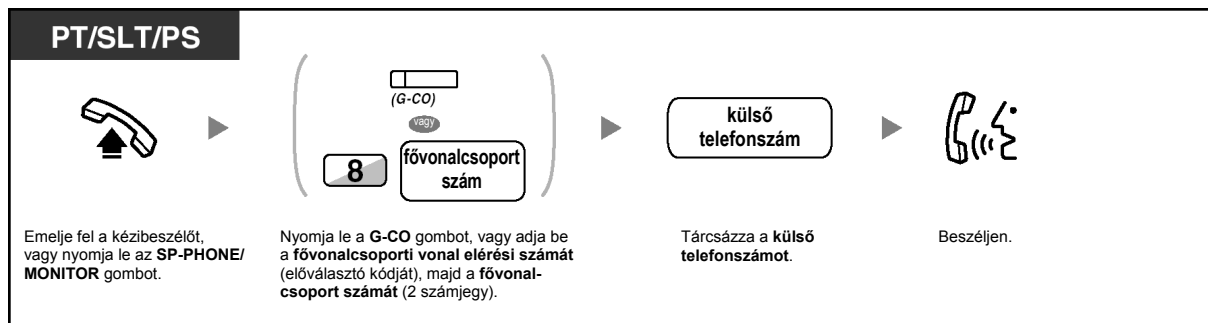 PT/SLT/PS
(G-CO)
vagy
8
fővonalcsoport
szám
külső
telefonszám
Emelje fel a kézibeszélőt,
vagy nyomja le az SP-PHONE/
MONITOR gombot.
Nyomja le a G-CO gombot, vagy adja be
a fővonalcsoporti vonal elérési számát
(előválasztó kódját), majd a fővonal-
csoport számát (2 számjegy).
Tárcsázza a külső
telefonszámot.
Beszéljen.